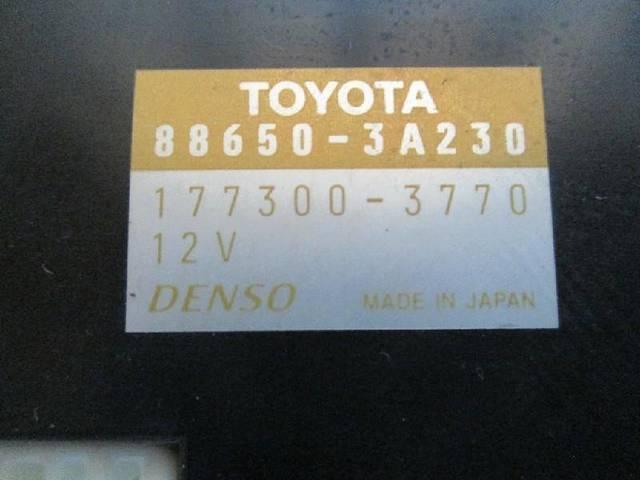 TOYOTA
88650-3A230
177300-3770
12V
DENSO MADE IN JAPAN